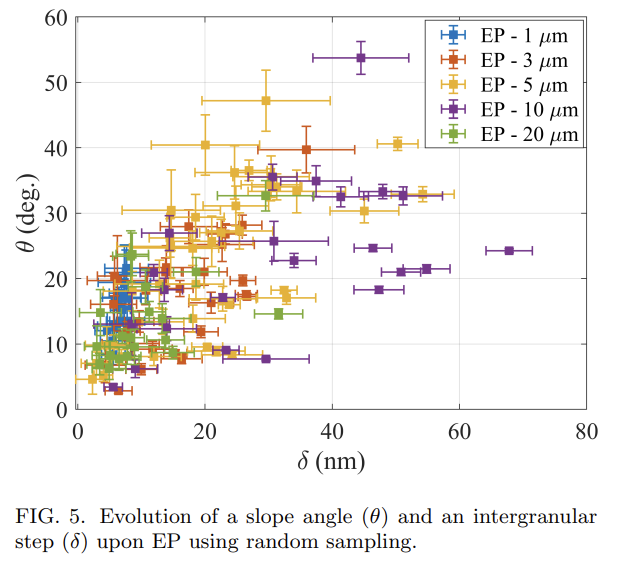 60
50
40
30
20
10
0
θ (deg.)
EP - 1 μm
EP - 3 μm
EP - 5 μm
EP - 10 μm
EP - 20 μm
0 20 40 60 80
δ (nm)
FIG. 5. Evolution of a slope angle (θ) and an intergranular
step (δ) upon EP using random sampling.